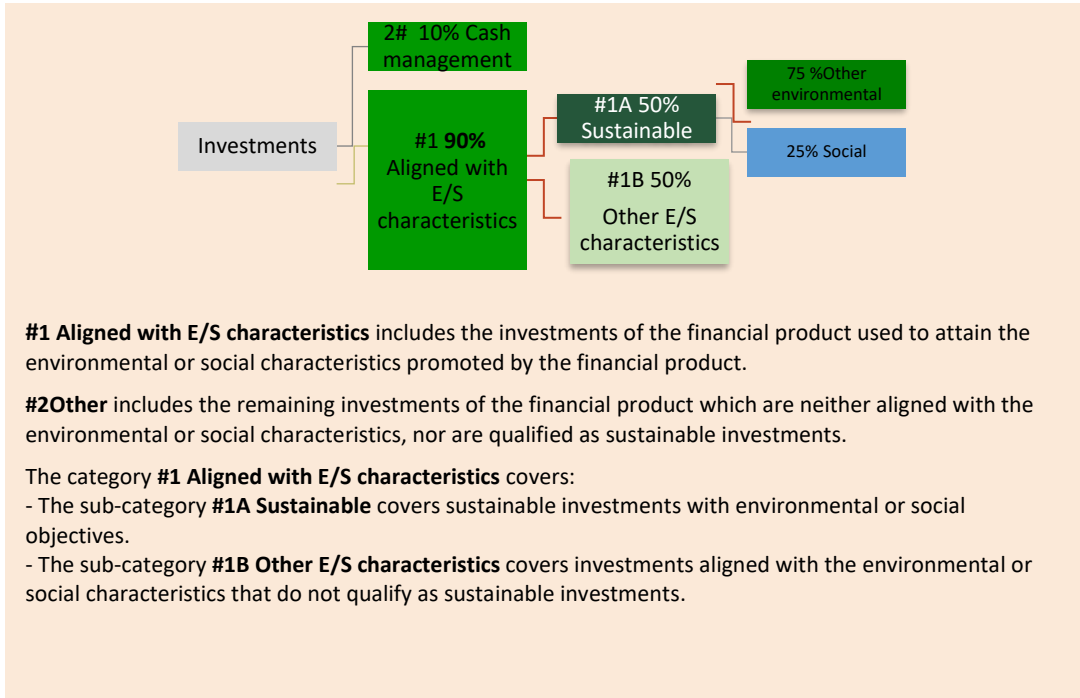 2# 10% Cash
management
Investments
#1 90%
Aligned with
E/S
characteristics
#1A 50%
Sustainable
#1B 50%
Other E/S
characteristics
75 %Other
environmental
25% Social
#1 Aligned with E/S characteristics includes the investments of the financial product used to attain the
environmental or social characteristics promoted by the financial product.
#2Other includes the remaining investments of the financial product which are neither aligned with the
environmental or social characteristics, nor are qualified as sustainable investments.
The category #1 Aligned with E/S characteristics covers:
- The sub-category #1A Sustainable covers sustainable investments with environmental or social
objectives.
- The sub-category #1B Other E/S characteristics covers investments aligned with the environmental or
social characteristics that do not qualify as sustainable investments.